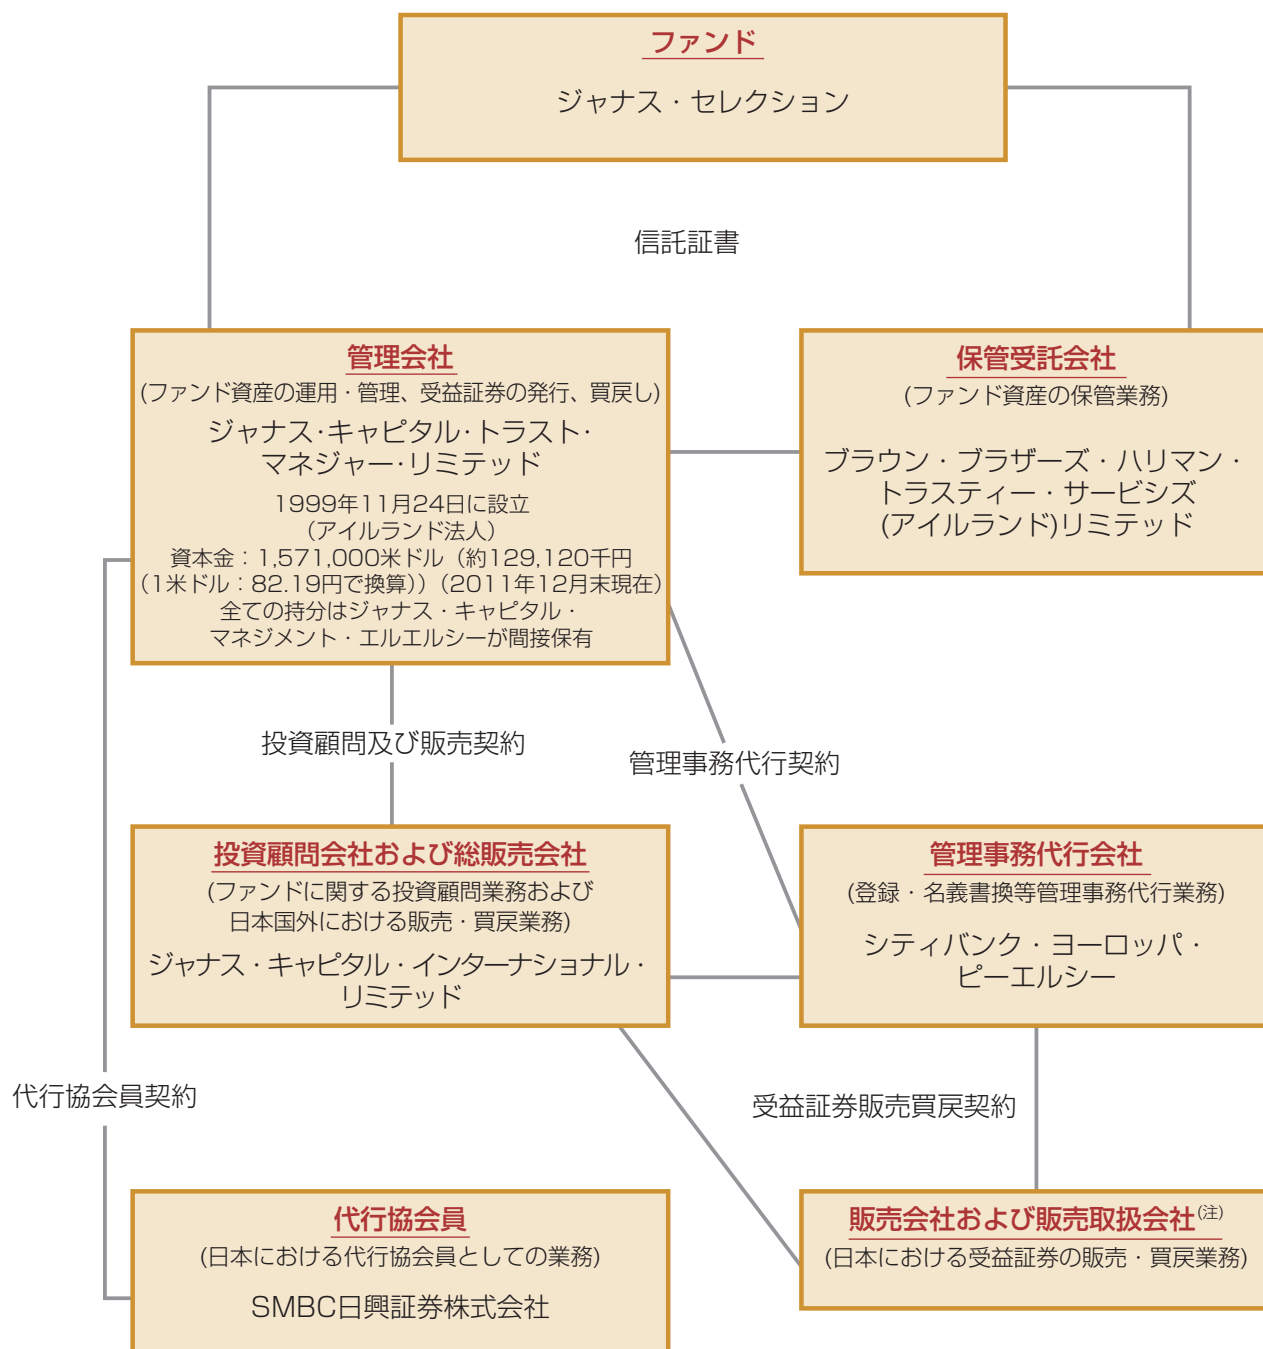 ファンド
ジャナス・セレクション
信託証書
管理会社
(ファンド資産の運用・管理、受益証券の発行、買戻し)
ジャナス・キャピタル・トラスト・
マネジャー・リミテッド
1999年11月24日に設立
（アイルランド法人）
資本金：1,571,000米ドル（約129,120千円
（1米ドル：82.19円で換算））（2011年12月末現在）
全ての持分はジャナス・キャピタル・
マネジメント・エルエルシーが間接保有
保管受託会社
(ファンド資産の保管業務)
ブラウン・ブラザーズ・ハリマン・
トラスティー・サービシズ
(アイルランド)リミテッド
投資顧問及び販売契約
管理事務代行契約
投資顧問会社および総販売会社
(ファンドに関する投資顧問業務および
日本国外における販売・買戻業務)
ジャナス・キャピタル・インターナショナル・
リミテッド
管理事務代行会社
(登録・名義書換等管理事務代行業務)
シティバンク・ヨーロッパ・
ピーエルシー
代行協会員契約
受益証券販売買戻契約
代行協会員
(日本における代行協会員としての業務)
SMBC日興証券株式会社
販売会社および販売取扱会社(注)
(日本における受益証券の販売・買戻業務)